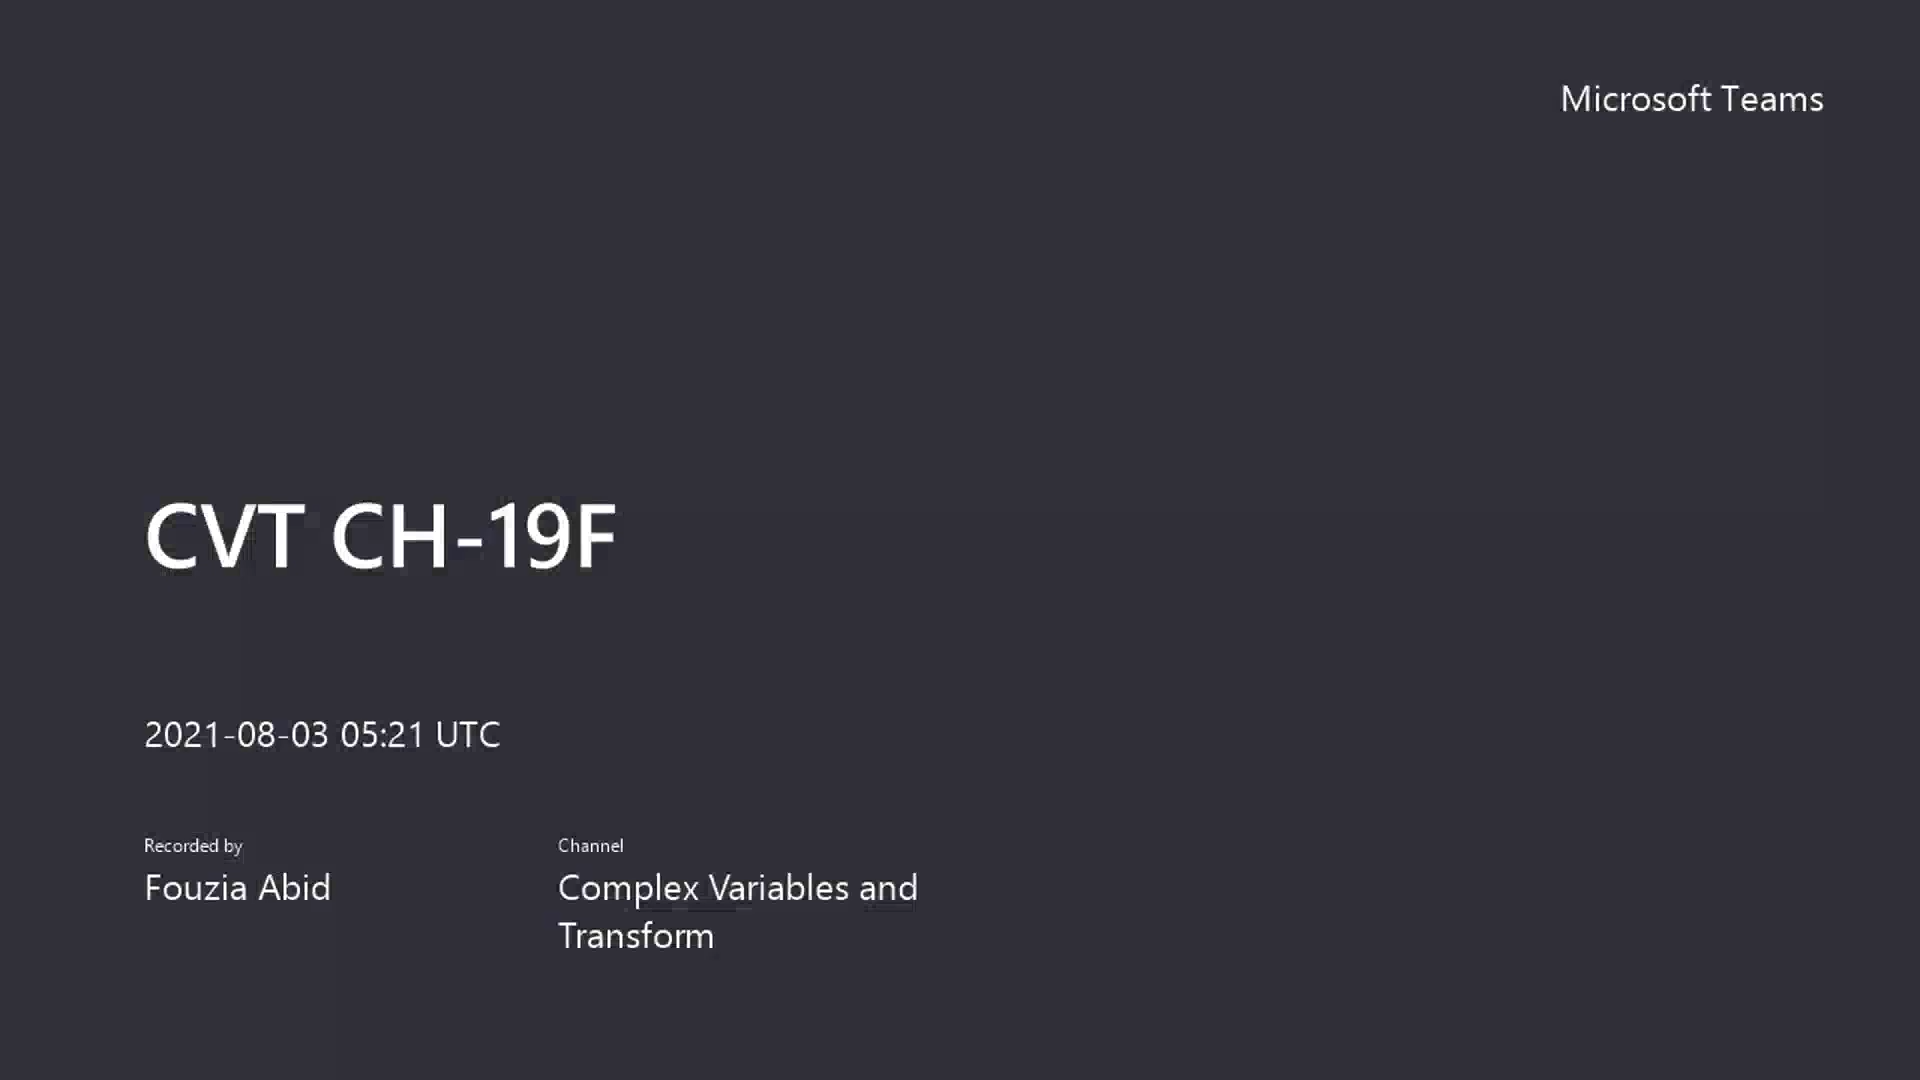 Microsoft Teams
CVT CH-19F
2021-08-03 05:21 UTC
Recorded by
Fouzia Abid
Channel
Complex Variables and
Transform